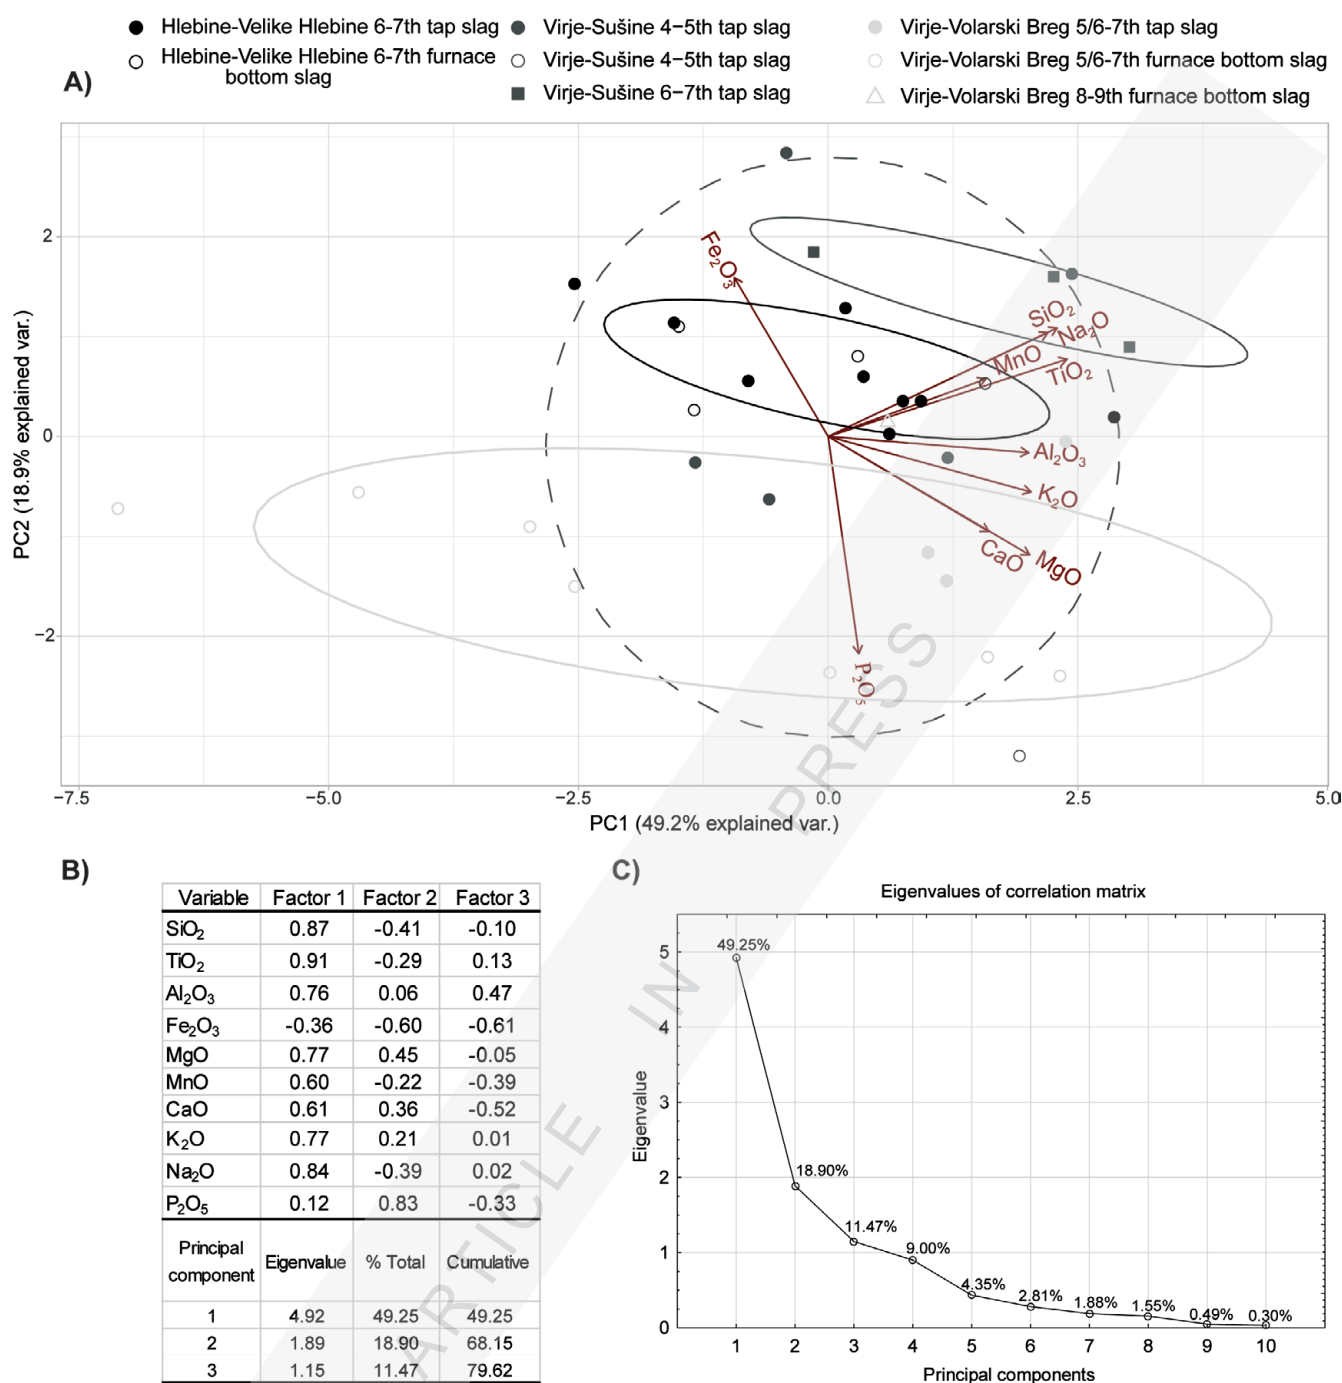 Hlebine-Velike Hlebine 6-7th tap slag
Hlebine-Velike Hlebine 6-7th furnace
bottom slag
Virje-Sušine 4–5th tap slag
Virje-Sušine 4–5th tap slag
Virje-Sušine 6–7th tap slag
Virje-Volarski Breg 5/6-7th tap slag
Virje-Volarski Breg 5/6-7th furnace bottom slag
Virje-Volarski Breg 8-9th furnace bottom slag
A)
PC2 (18.9% explained var.)
2
0
−2
Fe₂O₃
SiO₂
Na₂O
MnO
TiO₂
Al₂O₃
K₂O
CaO
MgO
P₂O₅
−7.5 −5.0 −2.5 0.0 2.5 5.0
PC1 (49.2% explained var.)
ARTICLE IN PRESS
B)
Variable Factor 1 Factor 2 Factor 3
SiO₂ 0.87 -0.41 -0.10
TiO₂ 0.91 -0.29 0.13
Al₂O₃ 0.76 0.06 0.47
Fe₂O₃ -0.36 -0.60 -0.61
MgO 0.77 0.45 -0.05
MnO 0.60 -0.22 -0.39
CaO 0.61 0.36 -0.52
K₂O 0.77 0.21 0.01
Na₂O 0.84 -0.39 0.02
P₂O₅ 0.12 0.83 -0.33
Principal
component Eigenvalue % Total Cumulative
1 4.92 49.25 49.25
2 1.89 18.90 68.15
3 1.15 11.47 79.62
C)
Eigenvalues of correlation matrix
Eigenvalue
5
4
3
2
1
0
49.25%
18.90%
11.47%
9.00%
4.35%
2.81%
1.88%
1.55%
0.49%
0.30%
1 2 3 4 5 6 7 8 9 10
Principal components